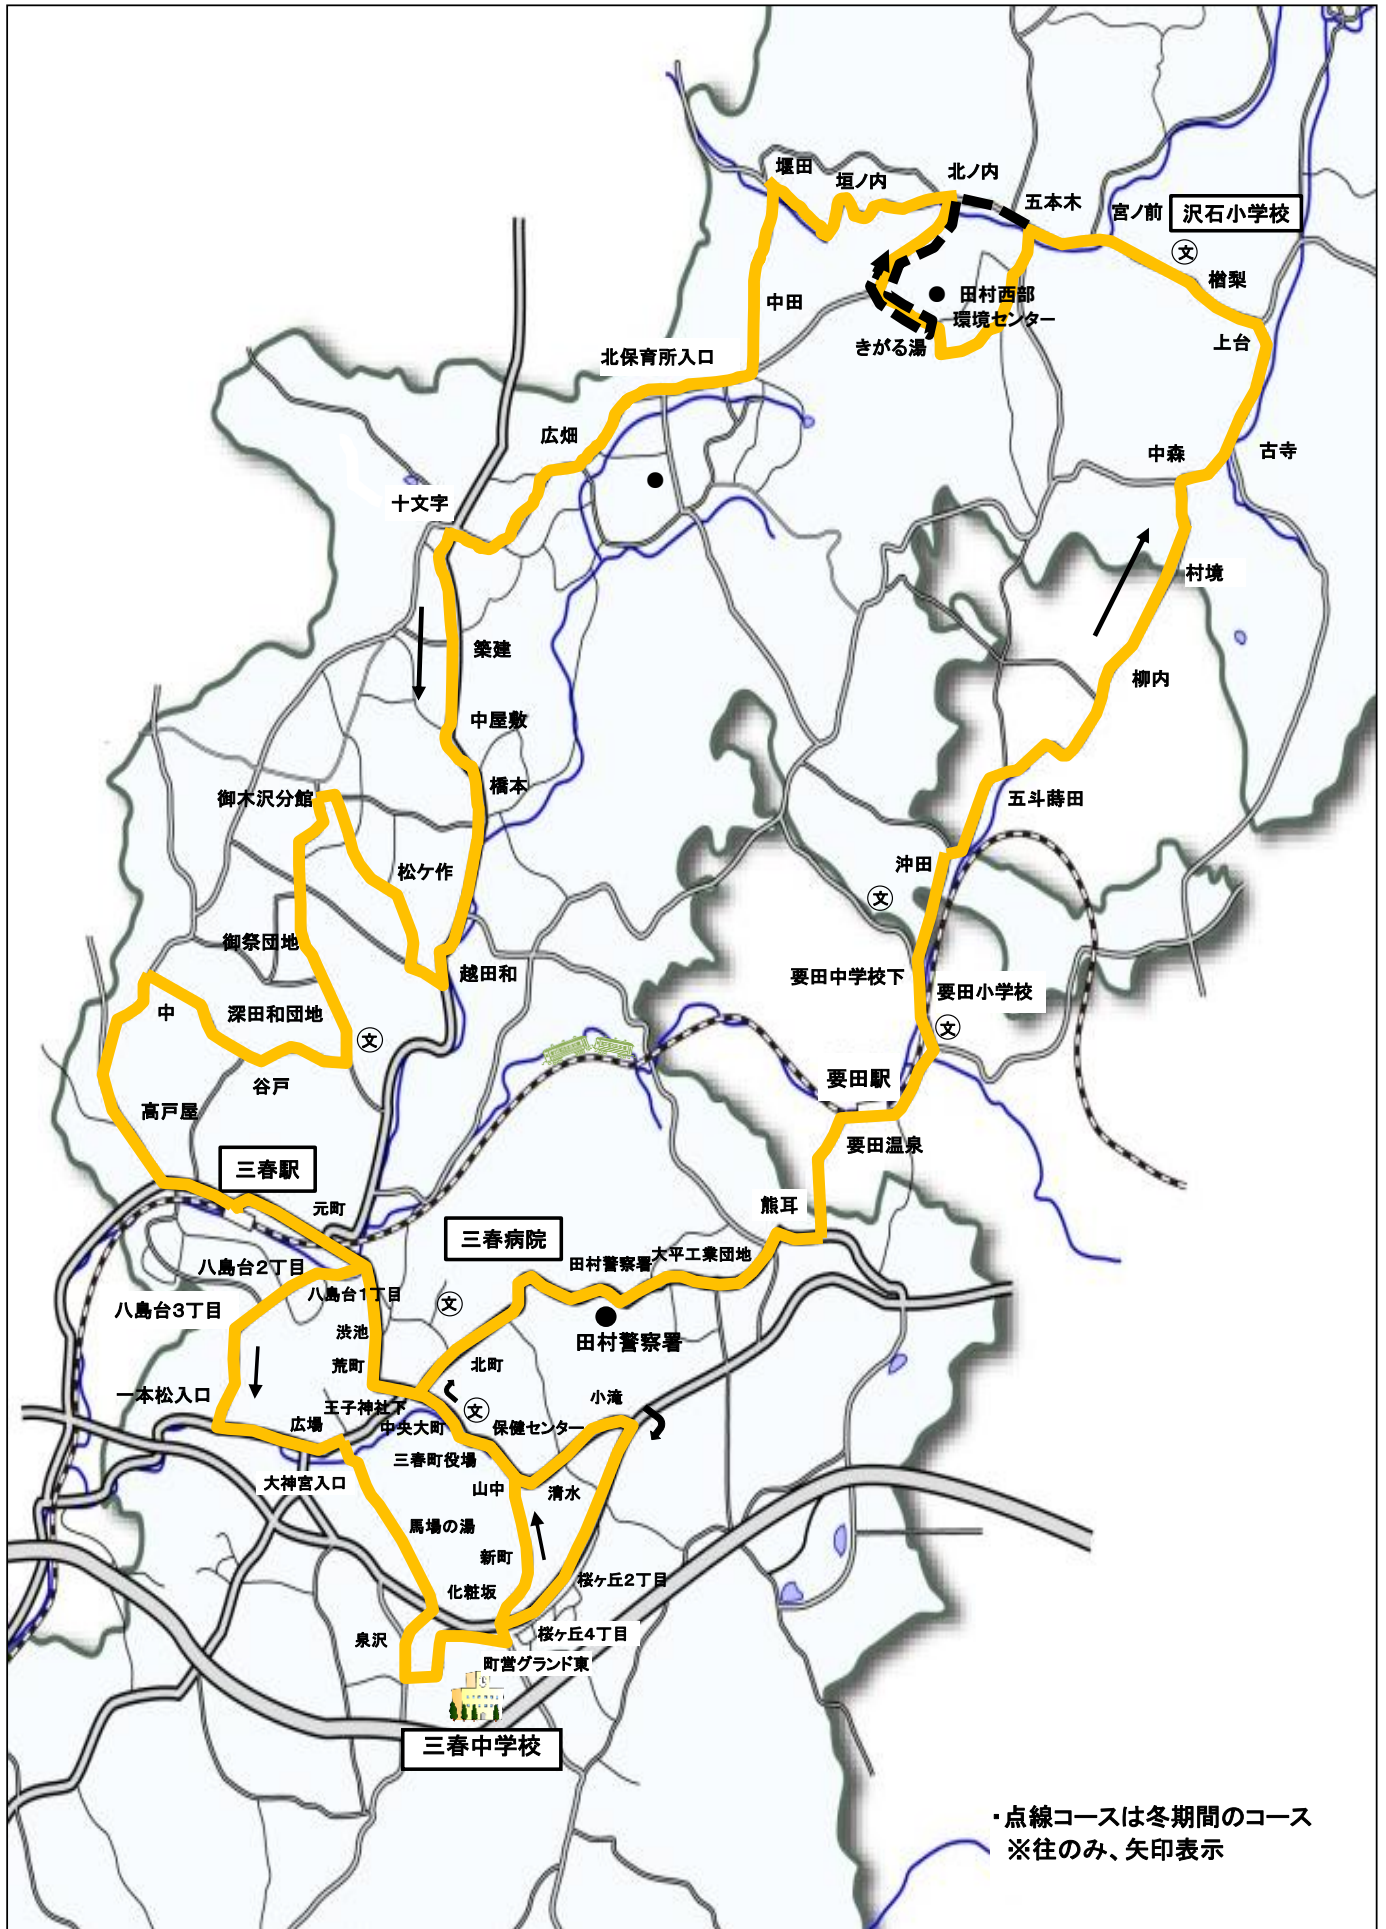 堰田
垣ノ内
北ノ内
五本木
宮ノ前
沢石小学校
文
楢梨
中田
田村西部
環境センター
きがる湯
上台
北保育所入口
広畑
中森
古寺
十文字
村境
築建
柳内
中屋敷
橋本
御木沢分館
五斗蒔田
松ケ作
沖田
文
御祭団地
越田和
要田中学校下
要田小学校
中
深田和団地
文
文
谷戸
要田駅
高戸屋
要田温泉
三春駅
元町
熊耳
三春病院
八島台2丁目
田村警察署
大平工業団地
八島台1丁目
文
八島台3丁目
渋池
田村警察署
荒町
北町
一本松入口
王子神社下
文
小滝
広場
中央大町
保健センター
三春町役場
大神宮入口
山中
清水
馬場の湯
新町
化粧坂
桜ケ丘2丁目
泉沢
桜ケ丘4丁目
町営グランド東
三春中学校
・点線コースは冬期間のコース
※往のみ、矢印表示